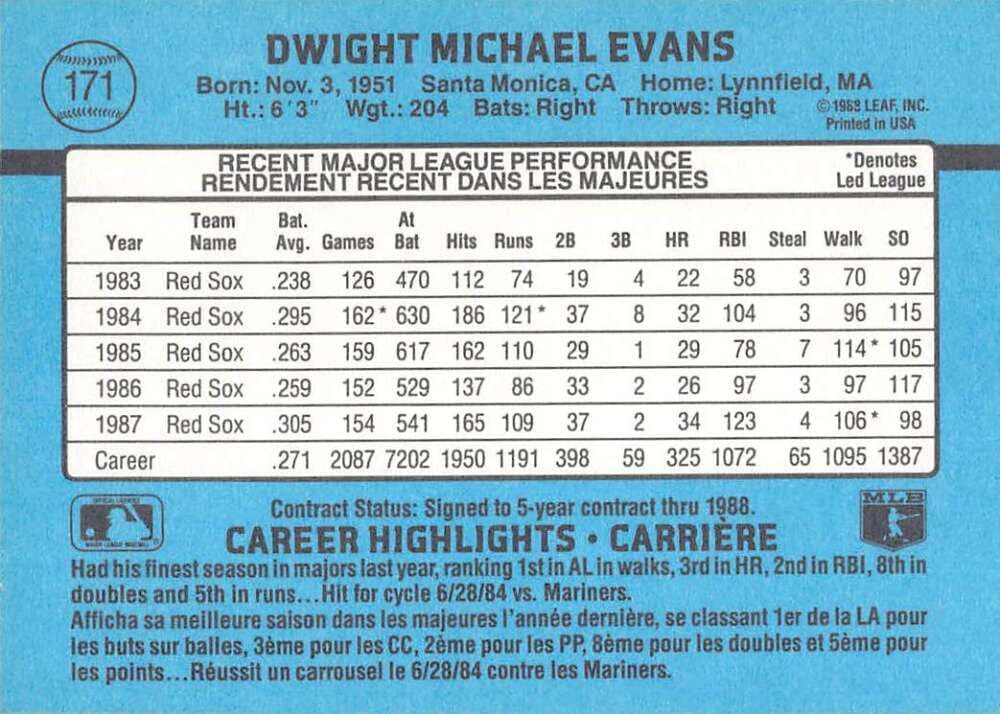 171
DWIGHT MICHAEL EVANS
Born: Nov. 3, 1951 Santa Monica, CA Home: Lynnfield, MA
Ht.: 6'3" Wgt.: 204 Bats: Right Throws: Right
©1988 LEAF, INC.
Printed in USA
RECENT MAJOR LEAGUE PERFORMANCE
RENDEMENT RECENT DANS LES MAJEURES
*Denotes
Led League
Year Team Name Bat. Avg. Games At Bat Hits Runs 2B 3B HR RBI Steal Walk SO
1983 Red Sox .238 126 470 112 74 19 4 22 58 3 70 97
1984 Red Sox .295 162* 630 186 121* 37 8 32 104 3 96 115
1985 Red Sox .263 159 617 162 110 29 1 29 78 7 114* 105
1986 Red Sox .259 152 529 137 86 33 2 26 97 3 97 117
1987 Red Sox .305 154 541 165 109 37 2 34 123 4 106* 98
Career .271 2087 7202 1950 1191 398 59 325 1072 65 1095 1387
Contract Status: Signed to 5-year contract thru 1988.
MLB
CAREER HIGHLIGHTS • CARRIÈRE
Had his finest season in majors last year, ranking 1st in AL in walks, 3rd in HR, 2nd in RBI, 8th in
doubles and 5th in runs...Hit for cycle 6/28/84 vs. Mariners.
Afficha sa meilleure saison dans les majeures l'année dernière, se classant 1er de la LA pour
les buts sur balles, 3ème pour les CC, 2ème pour les PP, 8ème pour les doubles et 5ème pour
les points...Réussit un carrousel le 6/28/84 contre les Mariners.